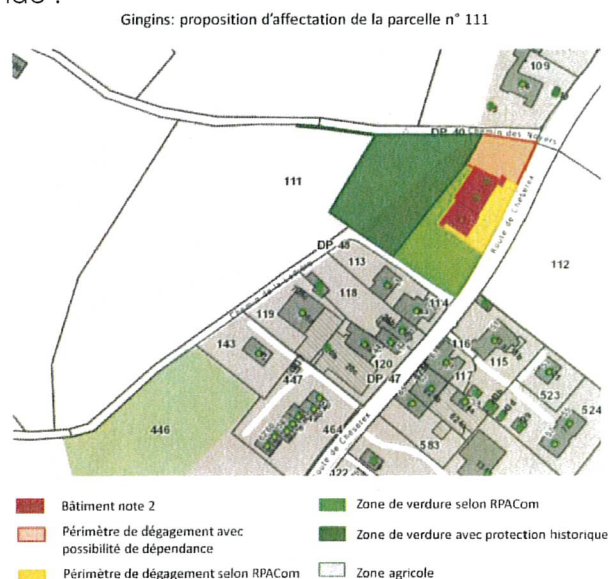 Gingins: proposition d'affectation de la parcelle n° 111
109
DP 40 Chemin des Noyers
111
DP 48
Route de Chéserex
112
113
118
114
119
143
116
115
120
DP 47
117
447
523
524
446
464
583
122
Route de Chéserex
Bâtiment note 2
Zone de verdure selon RPACom
Périmètre de dégagement avec
possibilité de dépendance
Zone de verdure avec protection historique
Périmètre de dégagement selon RPACom
Zone agricole